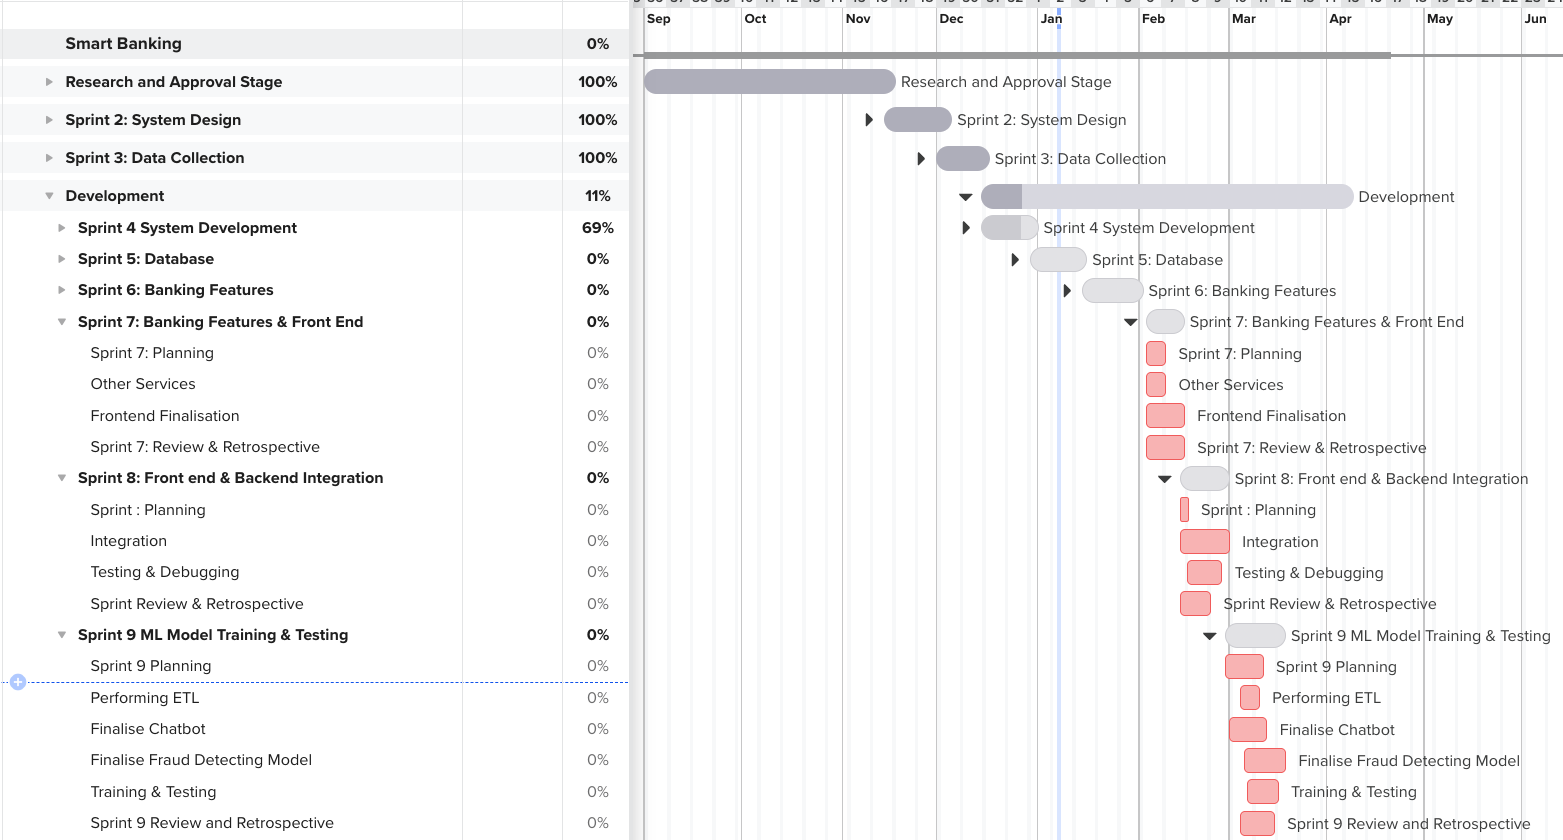 Sep Oct Nov Dec Jan Feb Mar Apr May Jun
Smart Banking 0%
Research and Approval Stage 100% Research and Approval Stage
Sprint 2: System Design 100% Sprint 2: System Design
Sprint 3: Data Collection 100% Sprint 3: Data Collection
Development 11% Development
Sprint 4 System Development 69% Sprint 4 System Development
Sprint 5: Database 0% Sprint 5: Database
Sprint 6: Banking Features 0% Sprint 6: Banking Features
Sprint 7: Banking Features & Front End 0% Sprint 7: Banking Features & Front End
Sprint 7: Planning 0% Sprint 7: Planning
Other Services 0% Other Services
Frontend Finalisation 0% Frontend Finalisation
Sprint 7: Review & Retrospective 0% Sprint 7: Review & Retrospective
Sprint 8: Front end & Backend Integration 0% Sprint 8: Front end & Backend Integration
Sprint : Planning 0% Sprint : Planning
Integration 0% Integration
Testing & Debugging 0% Testing & Debugging
Sprint Review & Retrospective 0% Sprint Review & Retrospective
Sprint 9 ML Model Training & Testing 0% Sprint 9 ML Model Training & Testing
Sprint 9 Planning 0% Sprint 9 Planning
Performing ETL 0% Performing ETL
Finalise Chatbot 0% Finalise Chatbot
Finalise Fraud Detecting Model 0% Finalise Fraud Detecting Model
Training & Testing 0% Training & Testing
Sprint 9 Review and Retrospective 0% Sprint 9 Review and Retrospective